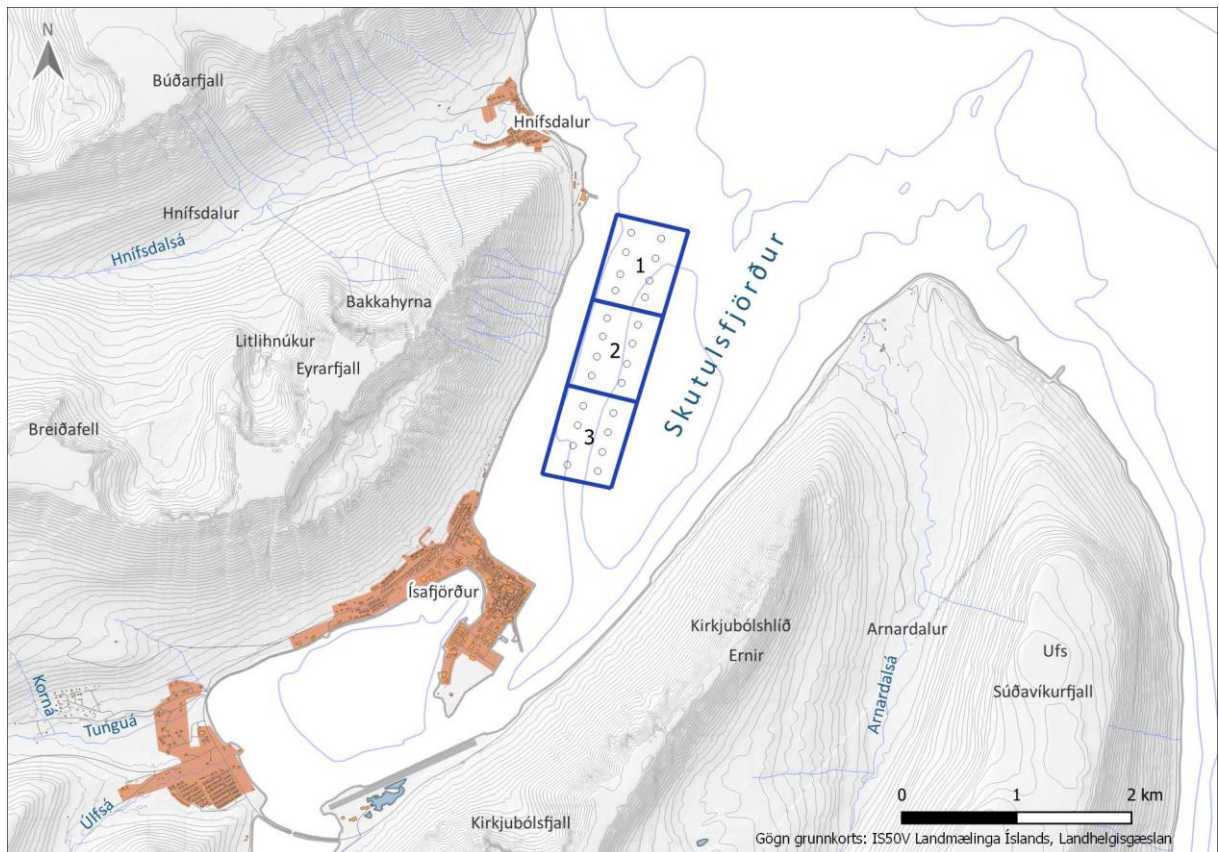 N
Búðarfjall
Hnífsdalur
Hnífsdalur
Hnífsdalsá
1
Skutulsfjörður
Bakkahyrna
Litlihnúkur
Eyrarfjall
2
Breiðafell
3
Ísafjörður
Kirkjubólshlíð
Ernir
Arnardalur
Ufs
Súðavíkurfjall
Arnardalsá
Korná
Tunguá
Úlfsá
Kirkjubólsfjall
0 1 2 km
Gögn grunnkorts: IS50V Landmælinga Íslands, Landhelgisgæslan